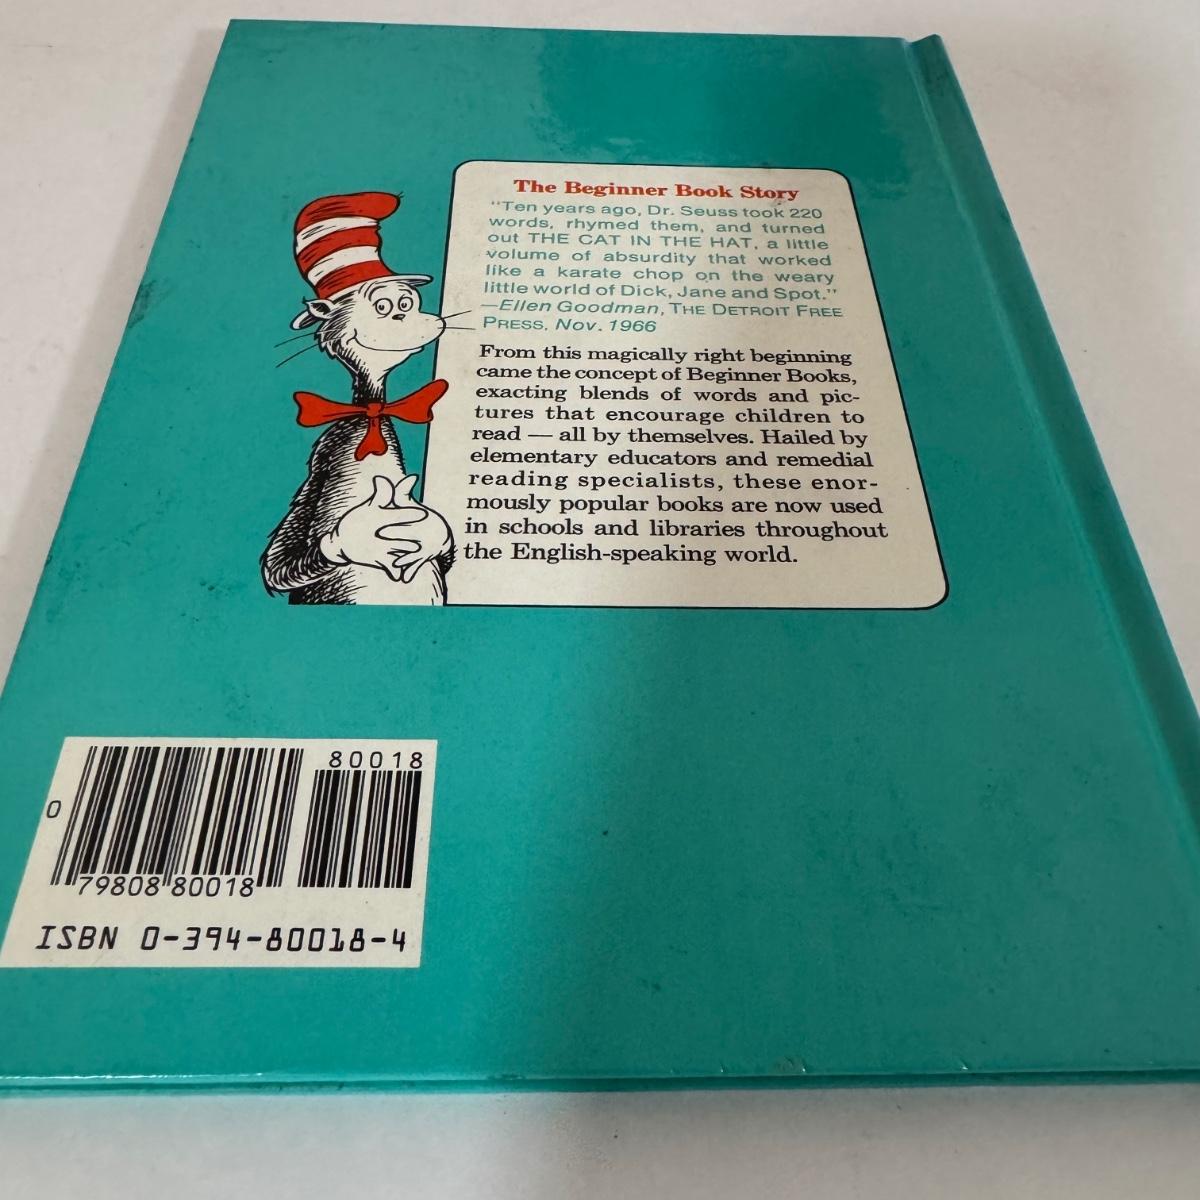 The Beginner Book Story
"Ten years ago, Dr. Seuss took 220
words, rhymed them, and turned
out THE CAT IN THE HAT, a little
volume of absurdity that worked
like a karate chop on the weary
little world of Dick, Jane and Spot."
—Ellen Goodman, THE DETROIT FREE
PRESS, Nov. 1966
From this magically right beginning
came the concept of Beginner Books,
exacting blends of words and pic-
tures that encourage children to
read — all by themselves. Hailed by
elementary educators and remedial
reading specialists, these enor-
mously popular books are now used
in schools and libraries throughout
the English-speaking world.
80018
0
79808 80018
ISBN 0-394-80018-4